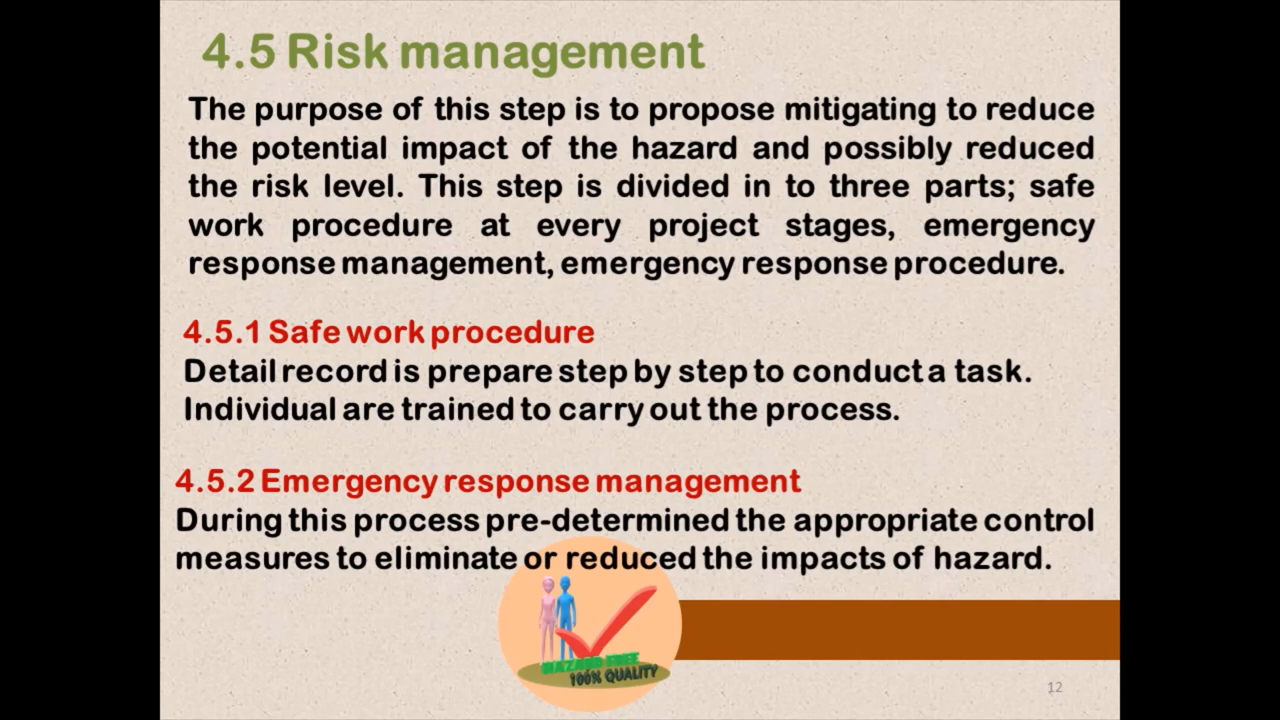 4.5 Risk management
The purpose of this step is to propose mitigating to reduce
the potential impact of the hazard and possibly reduced
the risk level. This step is divided in to three parts; safe
work procedure at every project stages, emergency
response management, emergency response procedure.
4.5.1 Safe work procedure
Detail record is prepare step by step to conduct a task.
Individual are trained to carry out the process.
4.5.2 Emergency response management
During this process pre-determined the appropriate control
measures to eliminate or reduced the impacts of hazard.
HAZARD FREE
100% QUALITY
12